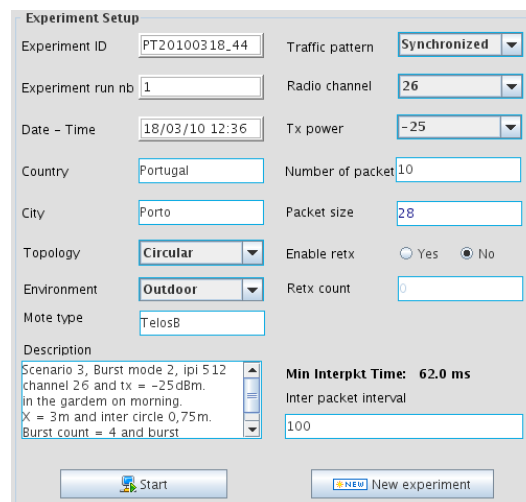 Experiment Setup
Experiment ID PT20100318_44
Experiment run nb 1
Date - Time 18/03/10 12:36
Country Portugal
City Porto
Topology Circular
Environment Outdoor
Mote type TelosB
Description
Scenario 3, Burst mode 2, ipi 512
channel 26 and tx = -25dBm.
in the gardem on morning.
X = 3m and inter circle 0,75m.
Burst count = 4 and burst
Traffic pattern Synchronized
Radio channel 26
Tx power -25
Number of packet 10
Packet size 28
Enable retx Yes No
Retx count 0
Min Interpkt Time: 62.0 ms
Inter packet interval
100
Start
NEW New experiment